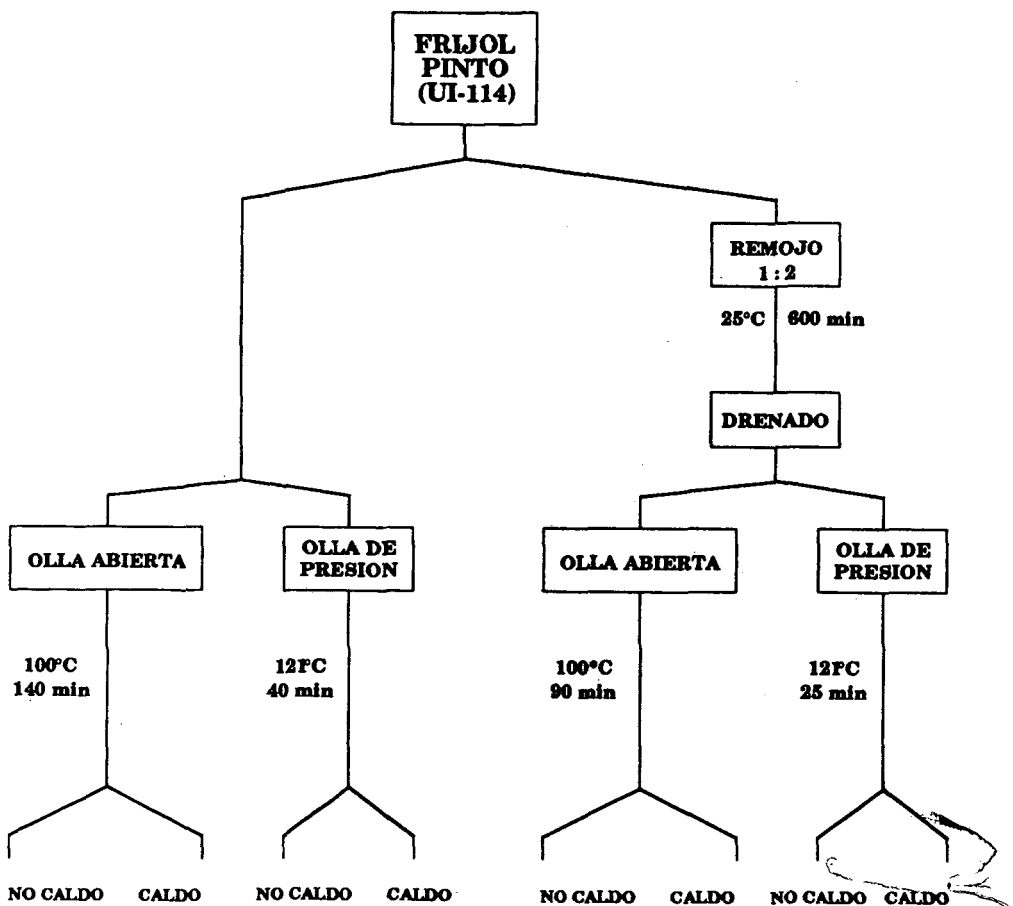 FRIJOL
PINTO
(UI-114)
REMOJO
1 : 2
25°C 600 min
DRENADO
OLLA ABIERTA
OLLA DE
PRESION
OLLA ABIERTA
OLLA DE
PRESION
100°C
140 min
121°C
40 min
100°C
90 min
121°C
25 min
NO CALDO CALDO NO CALDO CALDO NO CALDO CALDO NO CALDO CALDO